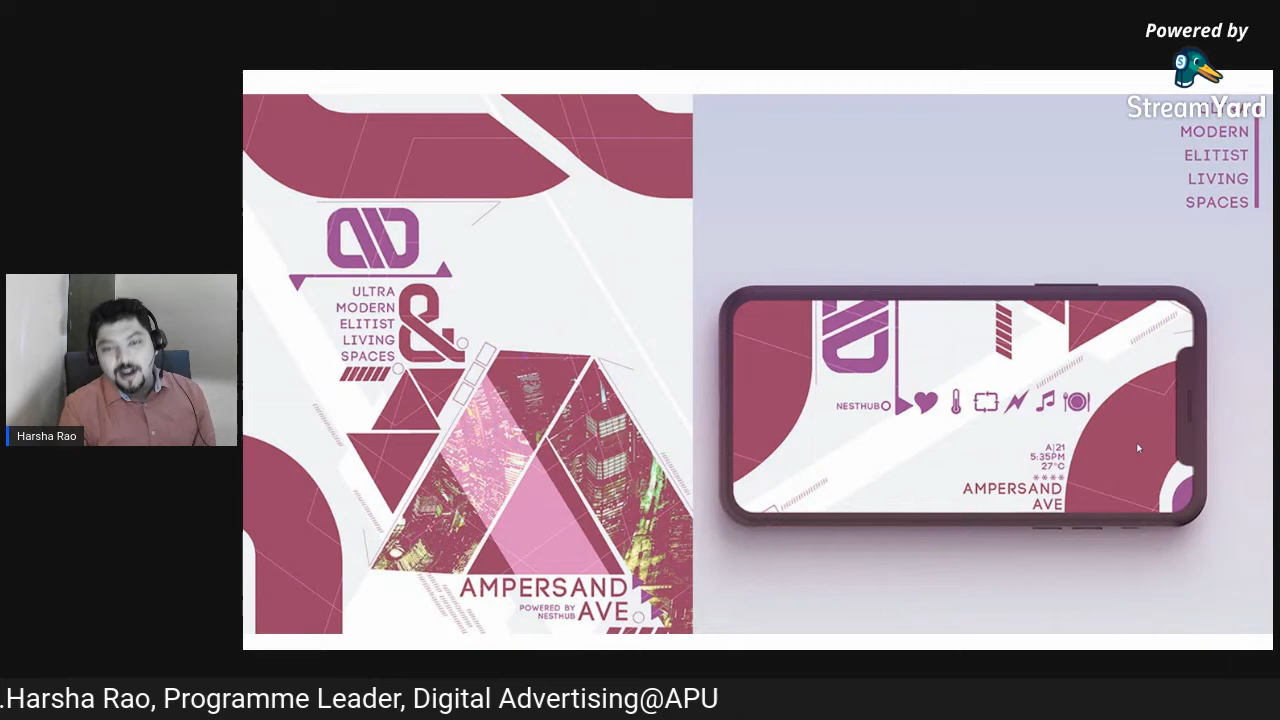 Powered by
StreamYard
MODERN
ELITIST
LIVING
SPACES
ULTRA
MODERN
ELITIST
LIVING
SPACES
&
AMPERSAND
POWERED BY
NESTHUB
AVE
NESTHUB
A|21
5:35PM
27°C
****
AMPERSAND
AVE
Harsha Rao
.Harsha Rao, Programme Leader, Digital Advertising@APU